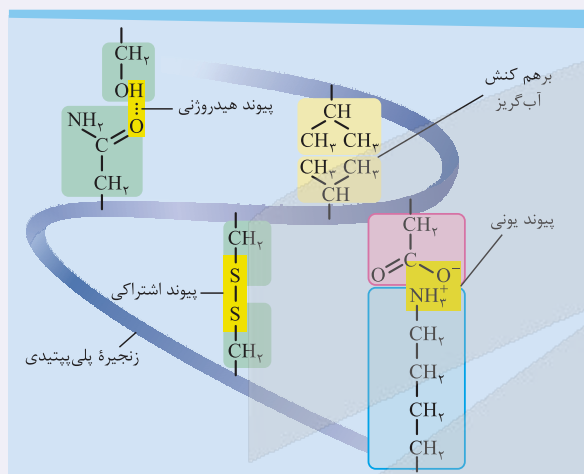 CH۲
OH
پیوند هیدروژنی
NH۲
C
O
CH۲
برهم کنش
آب‌گریز
CH
CH۳ CH۳
CH۳ CH۳
CH
پیوند یونی
CH۲
C
O O⁻
NH۳⁺
CH۲
CH۲
CH۲
CH۲
CH۲
S
پیوند اشتراکی
S
CH۲
زنجیرهٔ پلی‌پپتیدی